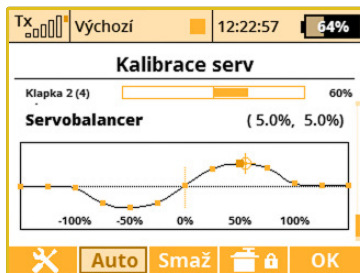 Tx Výchozí 12:22:57 64%
Kalibrace serv
Klapka 2 (4) 60%
Servobalancer ( 5.0%, 5.0%)
-100% -50% 0% 50% 100%
Auto Smaž OK